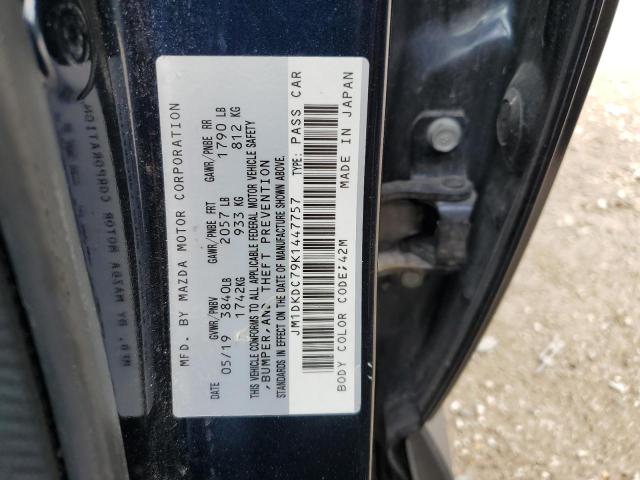 MFD. BY MAZDA MOTOR CORPORATION
DATE GVWR/PNBV GAWR/PNBE FRT GAWR/PNBE RR
05/19 3840LB 2057 LB 1790 LB
1742KG 933 KG 812 KG
THIS VEHICLE CONFORMS TO ALL APPLICABLE FEDERAL MOTOR VEHICLE SAFETY
,BUMPER,AND THEFT PREVENTION
STANDARDS IN EFFECT ON THE DATE OF MANUFACTURE SHOWN ABOVE.
JM1DKDC79K1447757 TYPE: PASS CAR
BODY COLOR CODE:42M MADE IN JAPAN